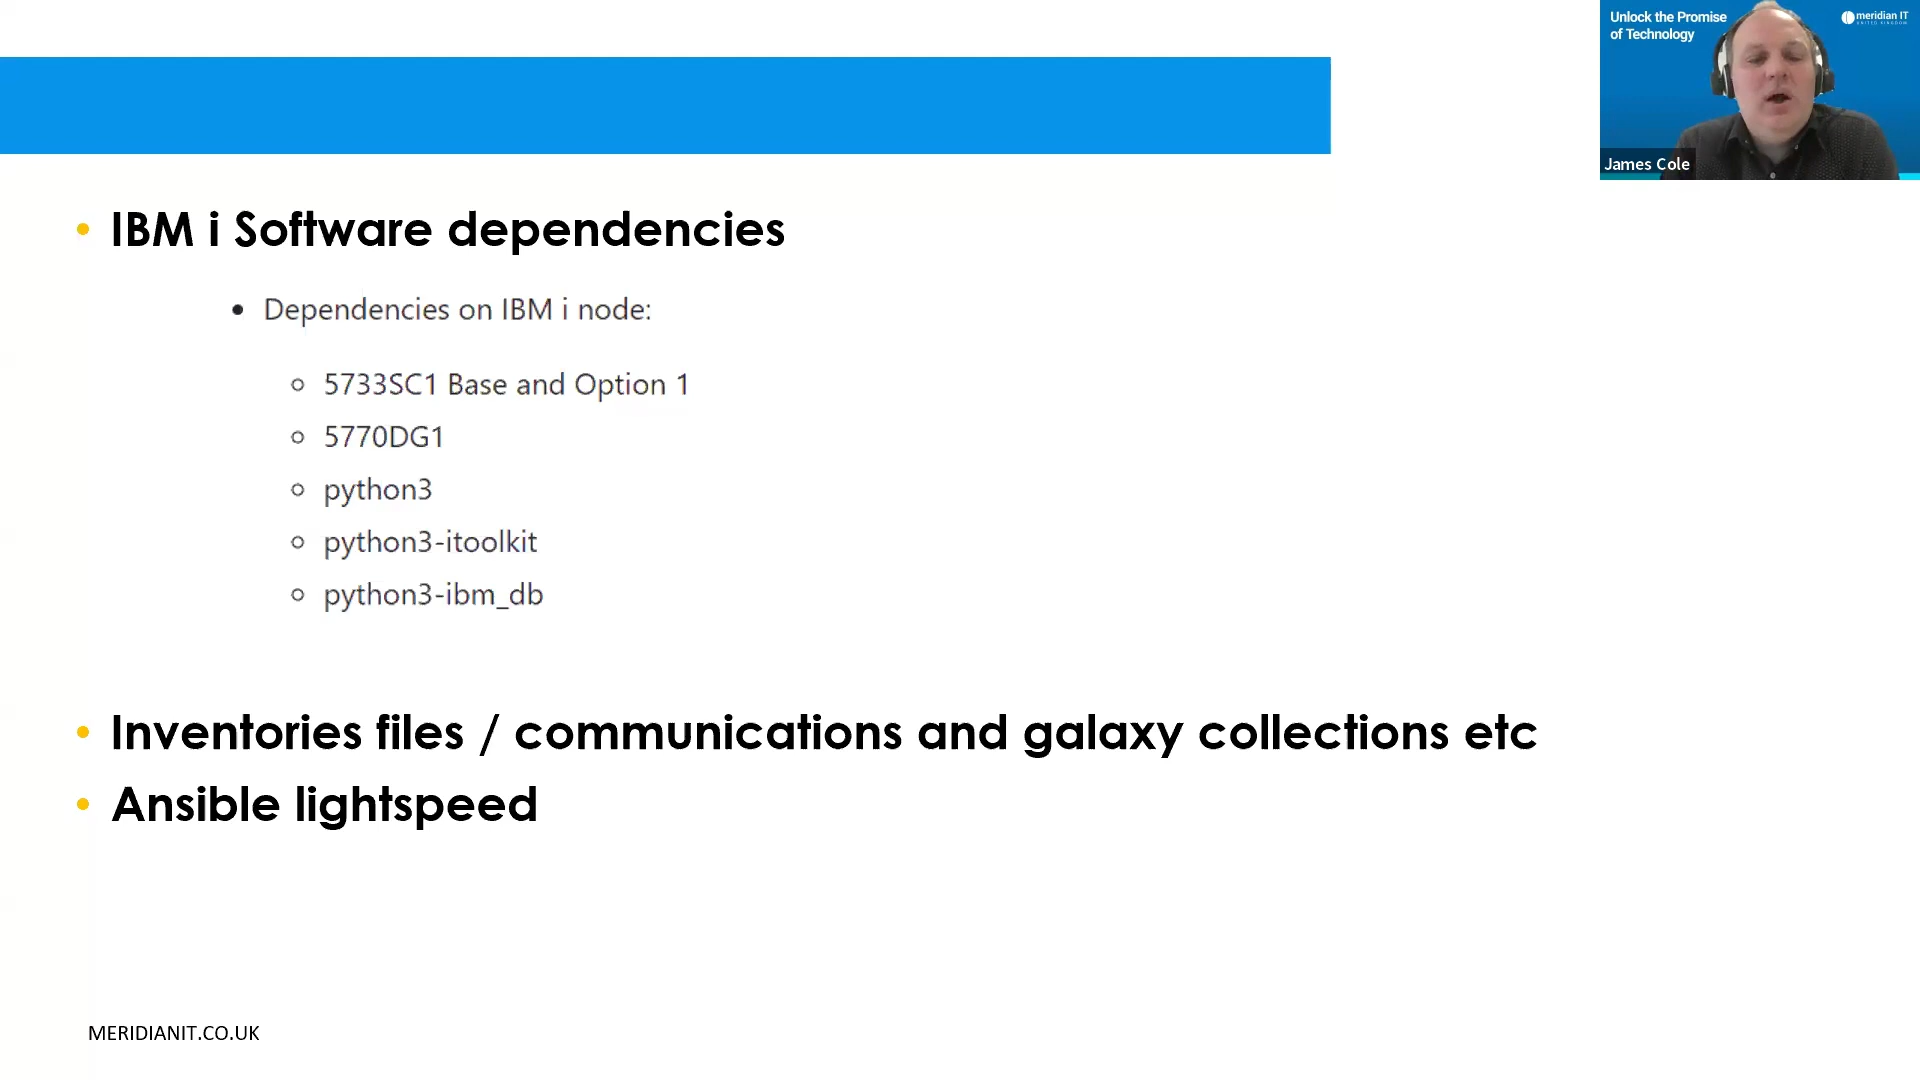 Unlock the Promise
of Technology
meridian IT
UNITED KINGDOM
James Cole
IBM i Software dependencies
Dependencies on IBM i node:
5733SC1 Base and Option 1
5770DG1
python3
python3-itoolkit
python3-ibm_db
Inventories files / communications and galaxy collections etc
Ansible lightspeed
MERIDIANIT.CO.UK